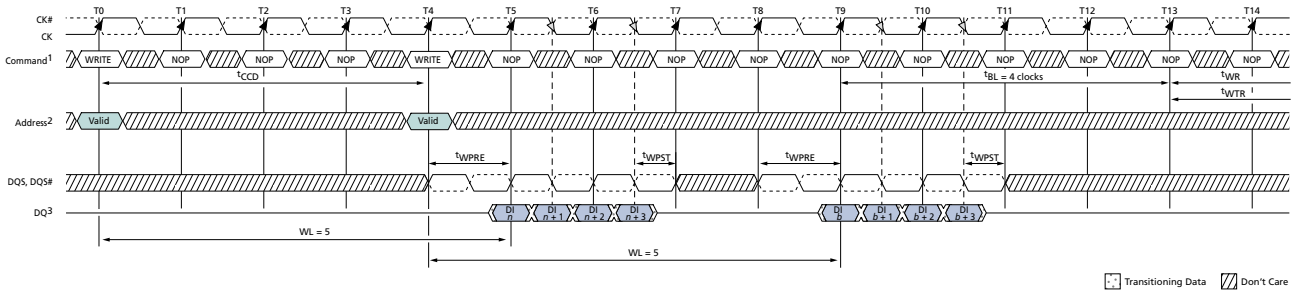 T0 T1 T2 T3 T4 T5 T6 T7 T8 T9 T10 T11 T12 T13 T14
CK#
CK
Command1 WRITE NOP NOP NOP WRITE NOP NOP NOP NOP NOP NOP NOP NOP NOP NOP
tCCD tBL = 4 clocks tWR
tWTR
Address2 Valid Valid
tWPRE tWPST tWPRE tWPST
DQS, DQS#
DQ3 DI n DI n + 1 DI n + 2 DI n + 3 DI b DI b + 1 DI b + 2 DI b + 3
WL = 5
WL = 5
Transitioning Data Don't Care